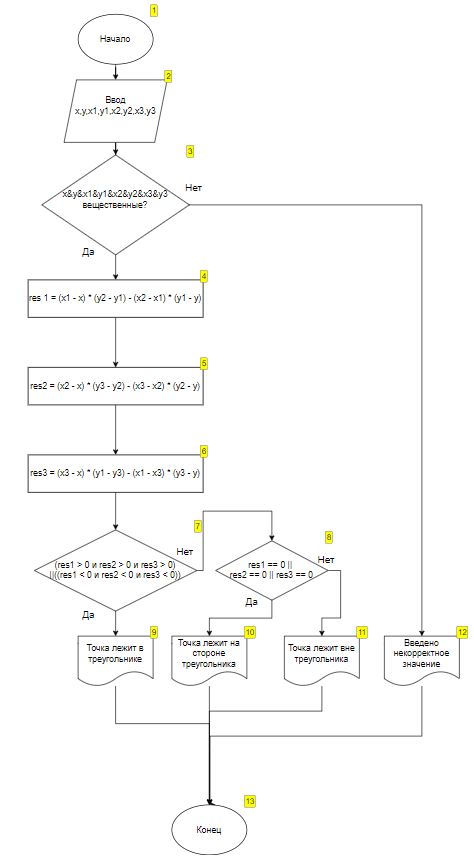 1
Начало
2
Ввод
x,y,x1,y1,x2,y2,x3,y3
3
x&y&x1&y1&x2&y2&x3&y3
вещественные?
Нет
Да
4
res 1 = (x1 - x) * (y2 - y1) - (x2 - x1) * (y1 - y)
5
res2 = (x2 - x) * (y3 - y2) - (x3 - x2) * (y2 - y)
6
res3 = (x3 - x) * (y1 - y3) - (x1 - x3) * (y3 - y)
7
(res1 > 0 и res2 > 0 и res3 > 0)
||((res1 < 0 и res2 < 0 и res3 < 0))
Нет
Да
8
res1 == 0 ||
res2 == 0 || res3 == 0
Нет
Да
9
Точка лежит в
треугольнике
10
Точка лежит на
стороне
треугольника
11
Точка лежит вне
треугольника
12
Введено
некорректное
значение
13
Конец